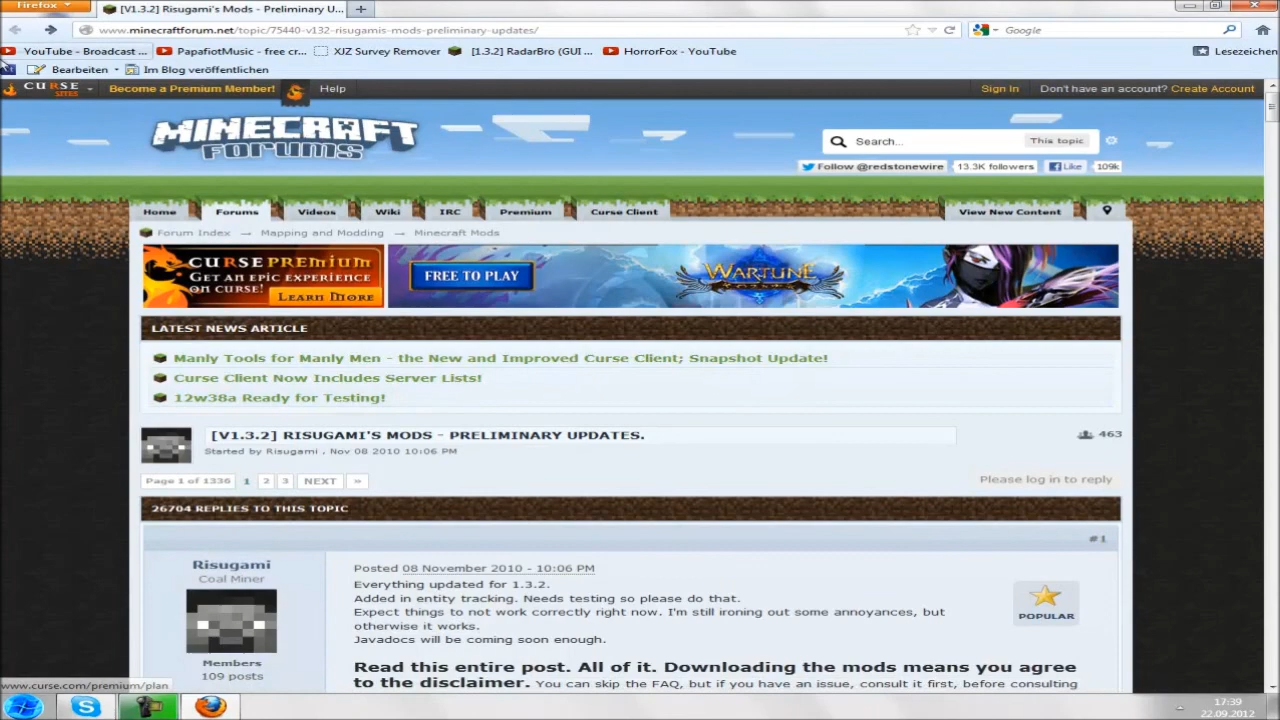 Firefox
[V1.3.2] Risugami's Mods - Preliminary U...
www.minecraftforum.net/topic/75440-v132-risugamis-mods-preliminary-updates/
Google
YouTube - Broadcast ...
PapafiotMusic - free cr...
XJZ Survey Remover
[1.3.2] RadarBro (GUI ...
HorrorFox - YouTube
Lesezeichen
Bearbeiten
Im Blog veröffentlichen
CURSE SITES
Become a Premium Member!
Help
Sign In
Don't have an account? Create Account
MINECRAFT
FORUMS
Search...
This topic
Follow @redstonewire
13.3K followers
Like
109k
Home
Forums
Videos
Wiki
IRC
Premium
Curse Client
View New Content
Forum Index → Mapping and Modding → Minecraft Mods
CURSE PREMIUM
GET AN EPIC EXPERIENCE
ON CURSE!
LEARN MORE
FREE TO PLAY
WARTUNE
LATEST NEWS ARTICLE
Manly Tools for Manly Men - the New and Improved Curse Client; Snapshot Update!
Curse Client Now Includes Server Lists!
12w38a Ready for Testing!
[V1.3.2] RISUGAMI'S MODS - PRELIMINARY UPDATES.
463
Started by Risugami , Nov 08 2010 10:06 PM
Page 1 of 1336
1
2
3
NEXT
»
Please log in to reply
26704 REPLIES TO THIS TOPIC
#1
Risugami
Coal Miner
Members
109 posts
Posted 08 November 2010 - 10:06 PM
Everything updated for 1.3.2.
Added in entity tracking. Needs testing so please do that.
Expect things to not work correctly right now. I'm still ironing out some annoyances, but
otherwise it works.
Javadocs will be coming soon enough.
POPULAR
Read this entire post. All of it. Downloading the mods means you agree
to the disclaimer. You can skip the FAQ, but if you have an issue consult it first, before consulting
www.curse.com/premium/plan
17:39
22.09.2012